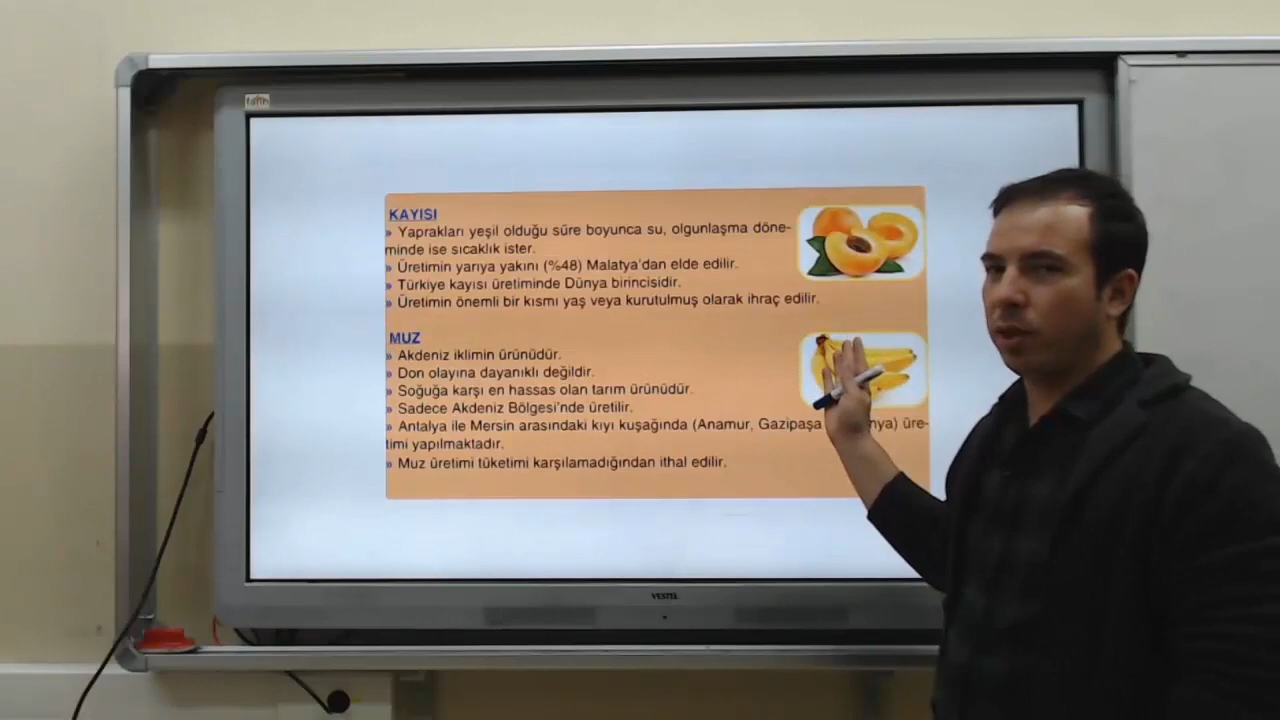 fatih
KAYISI
» Yaprakları yeşil olduğu süre boyunca su, olgunlaşma döne-
minde ise sıcaklık ister.
» Üretimin yarıya yakını (%48) Malatya'dan elde edilir.
» Türkiye kayısı üretiminde Dünya birincisidir.
» Üretimin önemli bir kısmı yaş veya kurutulmuş olarak ihraç edilir.
MUZ
» Akdeniz iklimin ürünüdür.
» Don olayına dayanıklı değildir.
» Soğuğa karşı en hassas olan tarım ürünüdür.
» Sadece Akdeniz Bölgesi'nde üretilir.
» Antalya ile Mersin arasındaki kıyı kuşağında (Anamur, Gazipaşa nya) üre-
timi yapılmaktadır.
» Muz üretimi tüketimi karşılamadığından ithal edilir.
VESTEL